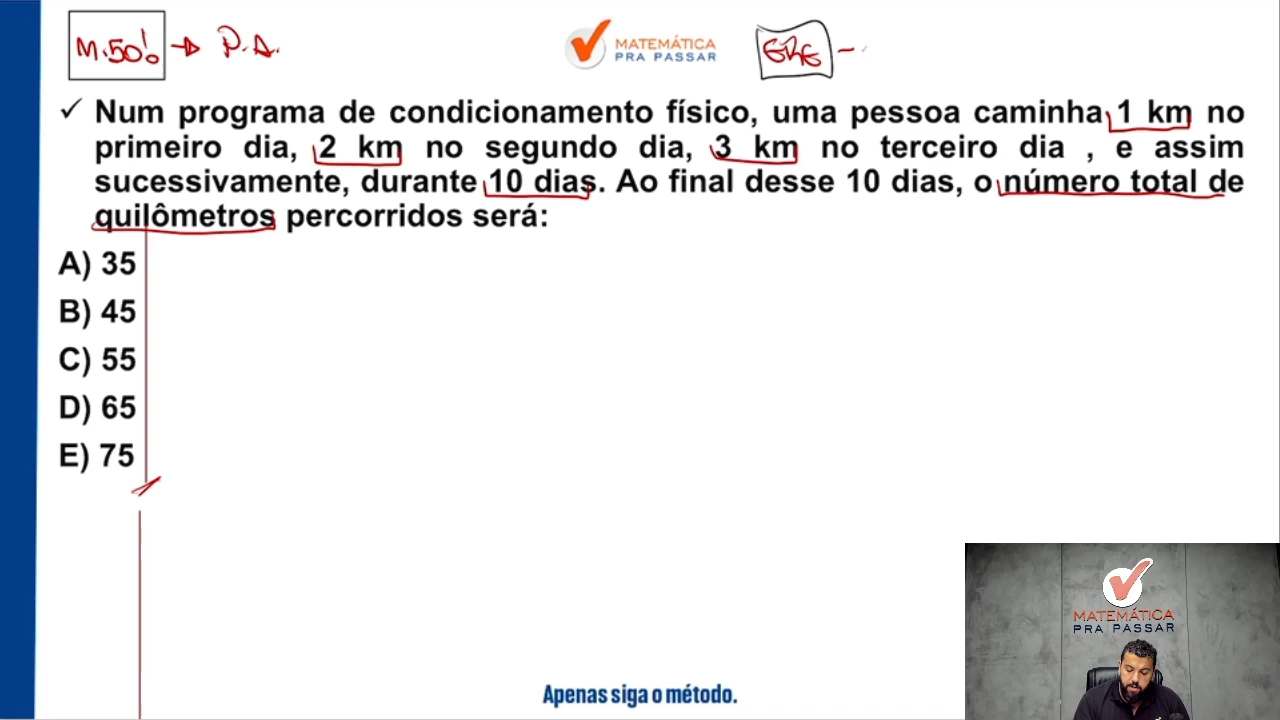 M.50% → P.A.
MATEMÁTICA
PRA PASSAR
✓ Num programa de condicionamento físico, uma pessoa caminha 1 km no
primeiro dia, 2 km no segundo dia, 3 km no terceiro dia , e assim
sucessivamente, durante 10 dias. Ao final desse 10 dias, o número total de
quilômetros percorridos será:
A) 35
B) 45
C) 55
D) 65
E) 75
MATEMÁTICA
PRA PASSAR
Apenas siga o método.